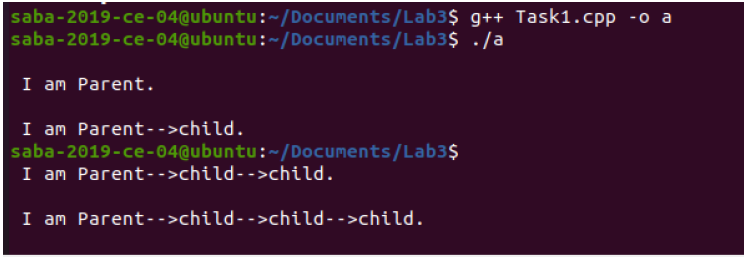 saba-2019-ce-04@ubuntu:~/Documents/Lab3$ g++ Task1.cpp -o a
saba-2019-ce-04@ubuntu:~/Documents/Lab3$ ./a
I am Parent.
I am Parent-->child.
saba-2019-ce-04@ubuntu:~/Documents/Lab3$
I am Parent-->child-->child.
I am Parent-->child-->child-->child.